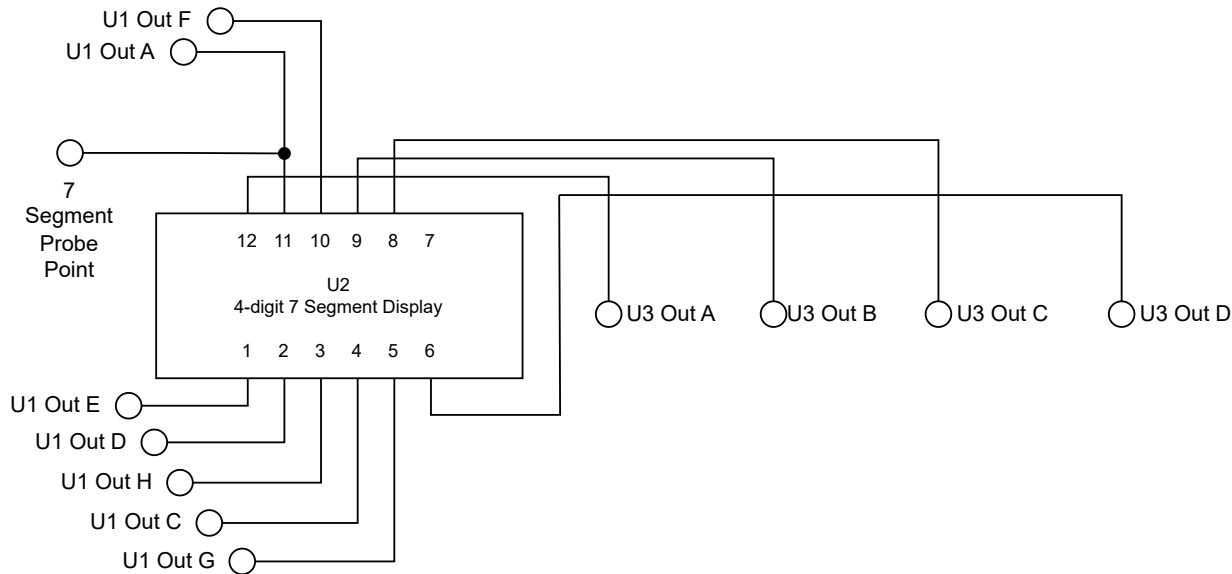 U1 Out F
U1 Out A
7
Segment
Probe
Point
12 11 10 9 8 7
U2
4-digit 7 Segment Display
1 2 3 4 5 6
U3 Out A
U3 Out B
U3 Out C
U3 Out D
U1 Out E
U1 Out D
U1 Out H
U1 Out C
U1 Out G